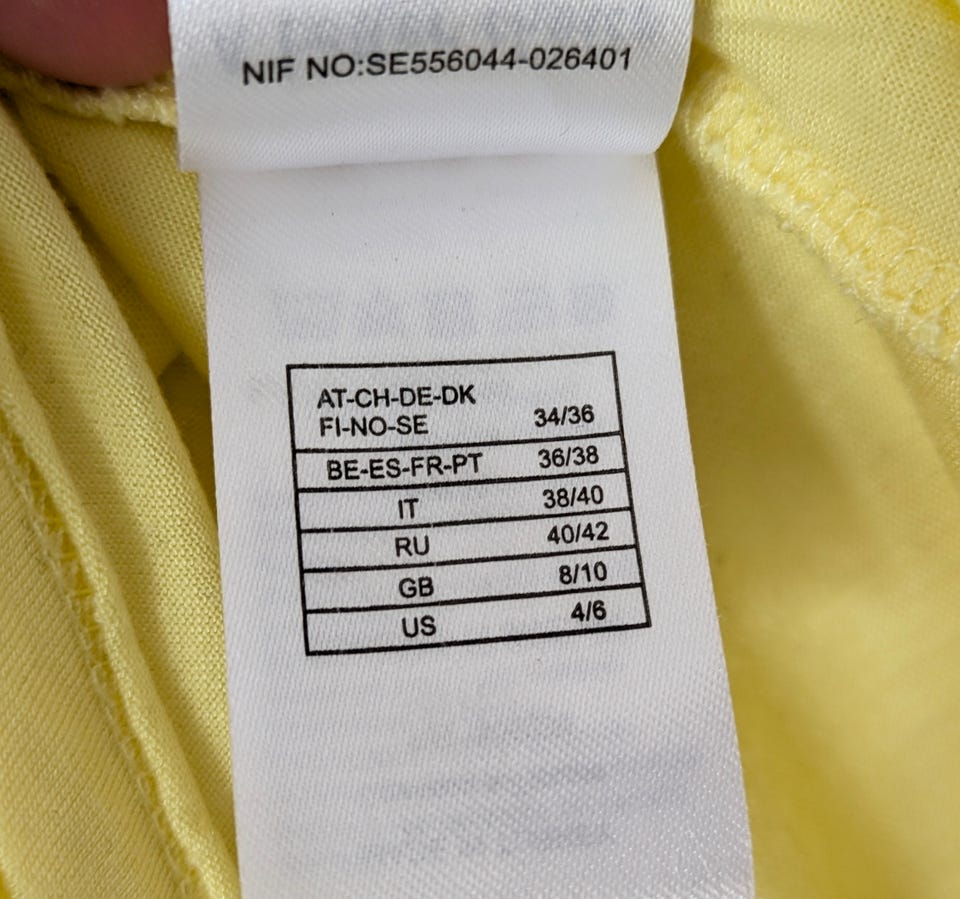 NIF NO:SE556044-026401
AT-CH-DE-DK
FI-NO-SE 34/36
BE-ES-FR-PT 36/38
IT 38/40
RU 40/42
GB 8/10
US 4/6